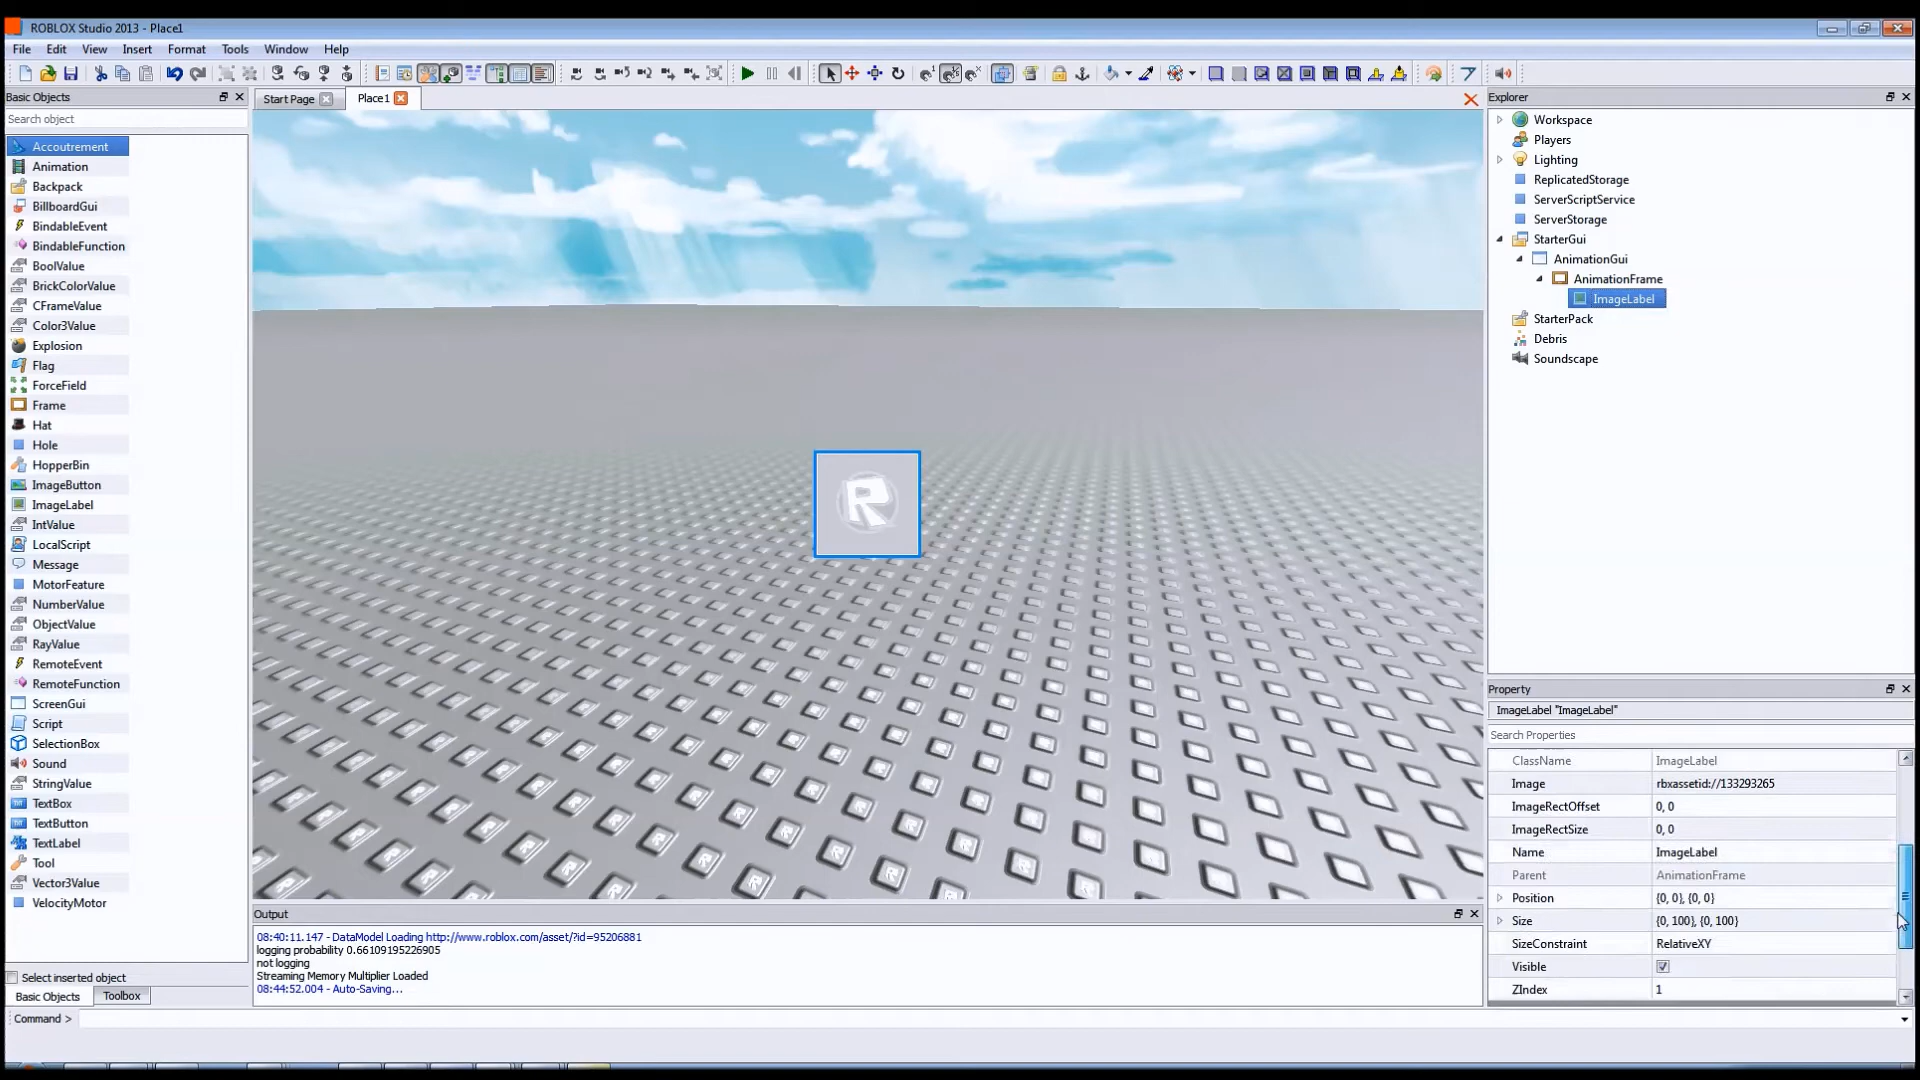 ROBLOX Studio 2013 - Place1
File Edit View Insert Format Tools Window Help
Basic Objects
Search object
Accoutrement
Animation
Backpack
BillboardGui
BindableEvent
BindableFunction
BoolValue
BrickColorValue
CFrameValue
Color3Value
Explosion
Flag
ForceField
Frame
Hat
Hole
HopperBin
ImageButton
ImageLabel
IntValue
LocalScript
Message
MotorFeature
NumberValue
ObjectValue
RayValue
RemoteEvent
RemoteFunction
ScreenGui
Script
SelectionBox
Sound
StringValue
TextBox
TextButton
TextLabel
Tool
Vector3Value
VelocityMotor
Select inserted object
Basic Objects Toolbox
Start Page Place1
R
Output
08:40:11.147 - DataModel Loading http://www.roblox.com/asset/?id=95206881
logging probability 0.66109195226905
not logging
Streaming Memory Multiplier Loaded
08:44:52.004 - Auto-Saving...
Command >
Explorer
Workspace
Players
Lighting
ReplicatedStorage
ServerScriptService
ServerStorage
StarterGui
AnimationGui
AnimationFrame
ImageLabel
StarterPack
Debris
Soundscape
Property
ImageLabel "ImageLabel"
Search Properties
ClassName ImageLabel
Image rbxassetid://133293265
ImageRectOffset 0, 0
ImageRectSize 0, 0
Name ImageLabel
Parent AnimationFrame
Position {0, 0}, {0, 0}
Size {0, 100}, {0, 100}
SizeConstraint RelativeXY
Visible
ZIndex 1